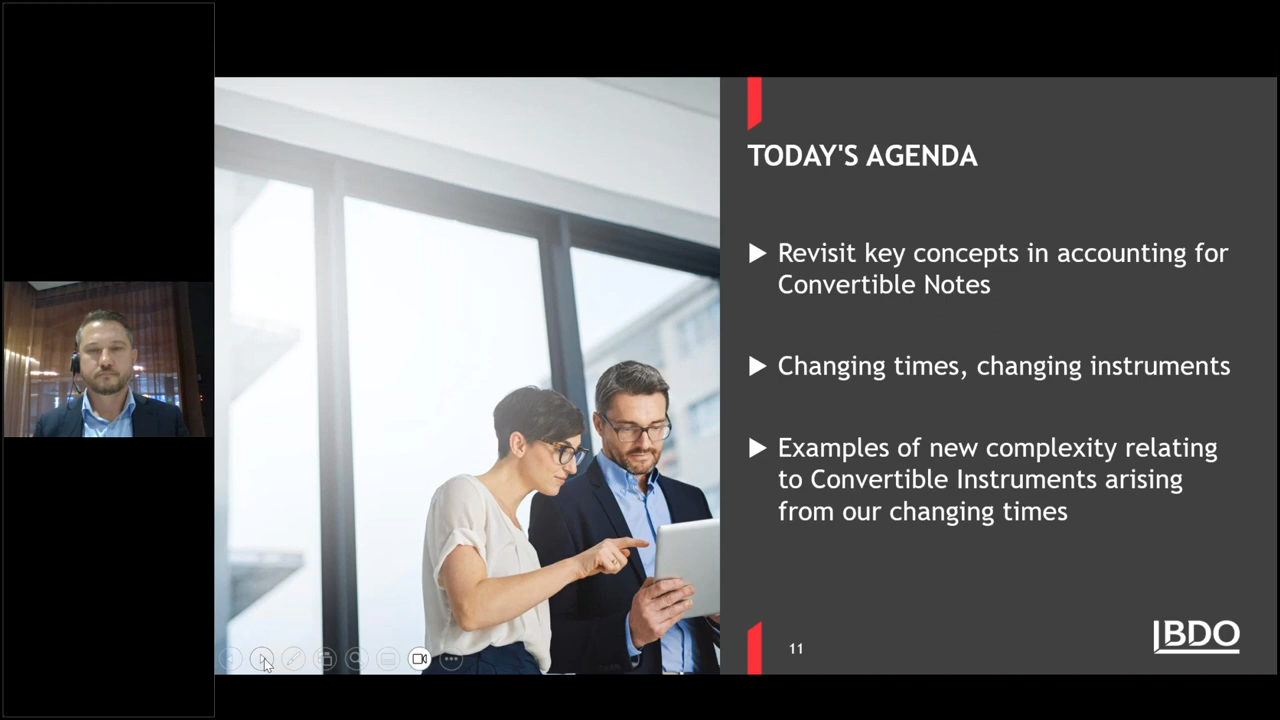 TODAY'S AGENDA
Revisit key concepts in accounting for
Convertible Notes
Changing times, changing instruments
Examples of new complexity relating
to Convertible Instruments arising
from our changing times
11
BDO